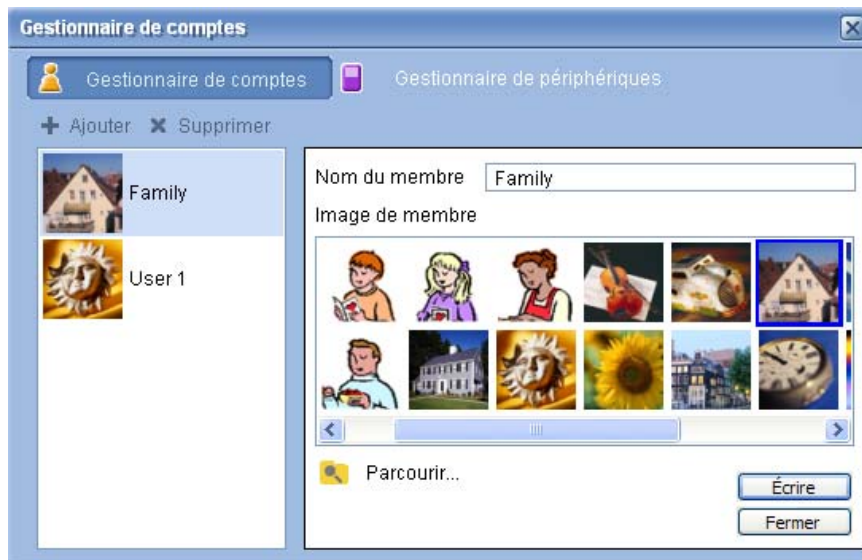 Gestionnaire de comptes
Gestionnaire de comptes
Gestionnaire de périphériques
Ajouter
Supprimer
Family
User 1
Nom du membre
Family
Image de membre
Parcourir...
Écrire
Fermer